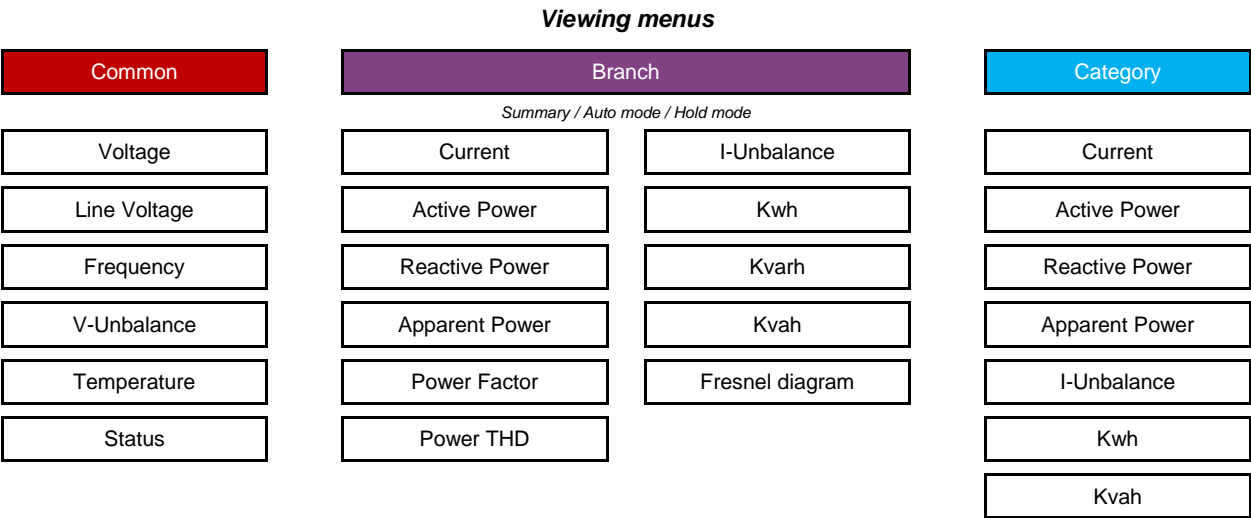 Viewing menus
Common
Branch
Category
Summary / Auto mode / Hold mode
Voltage
Current
I-Unbalance
Current
Line Voltage
Active Power
Kwh
Active Power
Frequency
Reactive Power
Kvarh
Reactive Power
V-Unbalance
Apparent Power
Kvah
Apparent Power
Temperature
Power Factor
Fresnel diagram
I-Unbalance
Status
Power THD
Kwh
Kvah